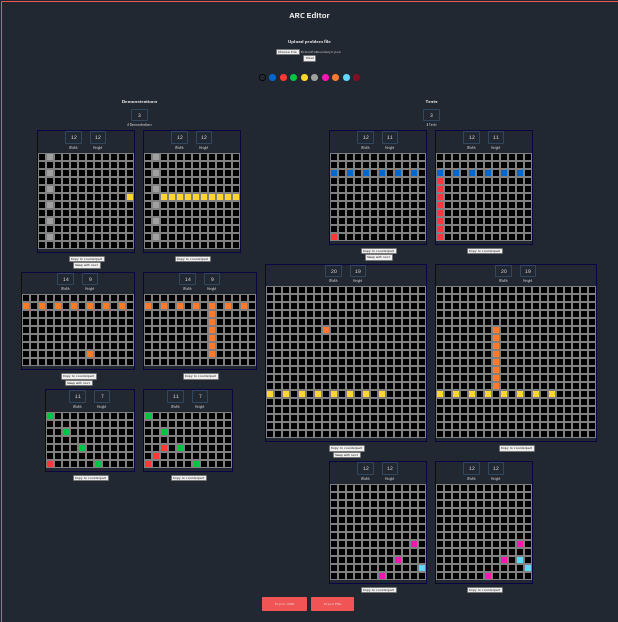 ARC Editor
Upload problem file
Choose File
Demonstrations
Tests
3
3
# Demonstrations
# Tests
12 12
Width Height
12 12
Width Height
12 11
Width Height
12 11
Width Height
Copy to counterpart
Swap with next
Copy to counterpart
Copy to counterpart
Swap with next
Copy to counterpart
14 9
Width Height
14 9
Width Height
20 19
Width Height
20 19
Width Height
Copy to counterpart
Swap with next
Copy to counterpart
11 7
Width Height
11 7
Width Height
Copy to counterpart
Swap with next
Copy to counterpart
Copy to counterpart
Copy to counterpart
12 12
Width Height
12 12
Width Height
Copy to counterpart
Copy to counterpart